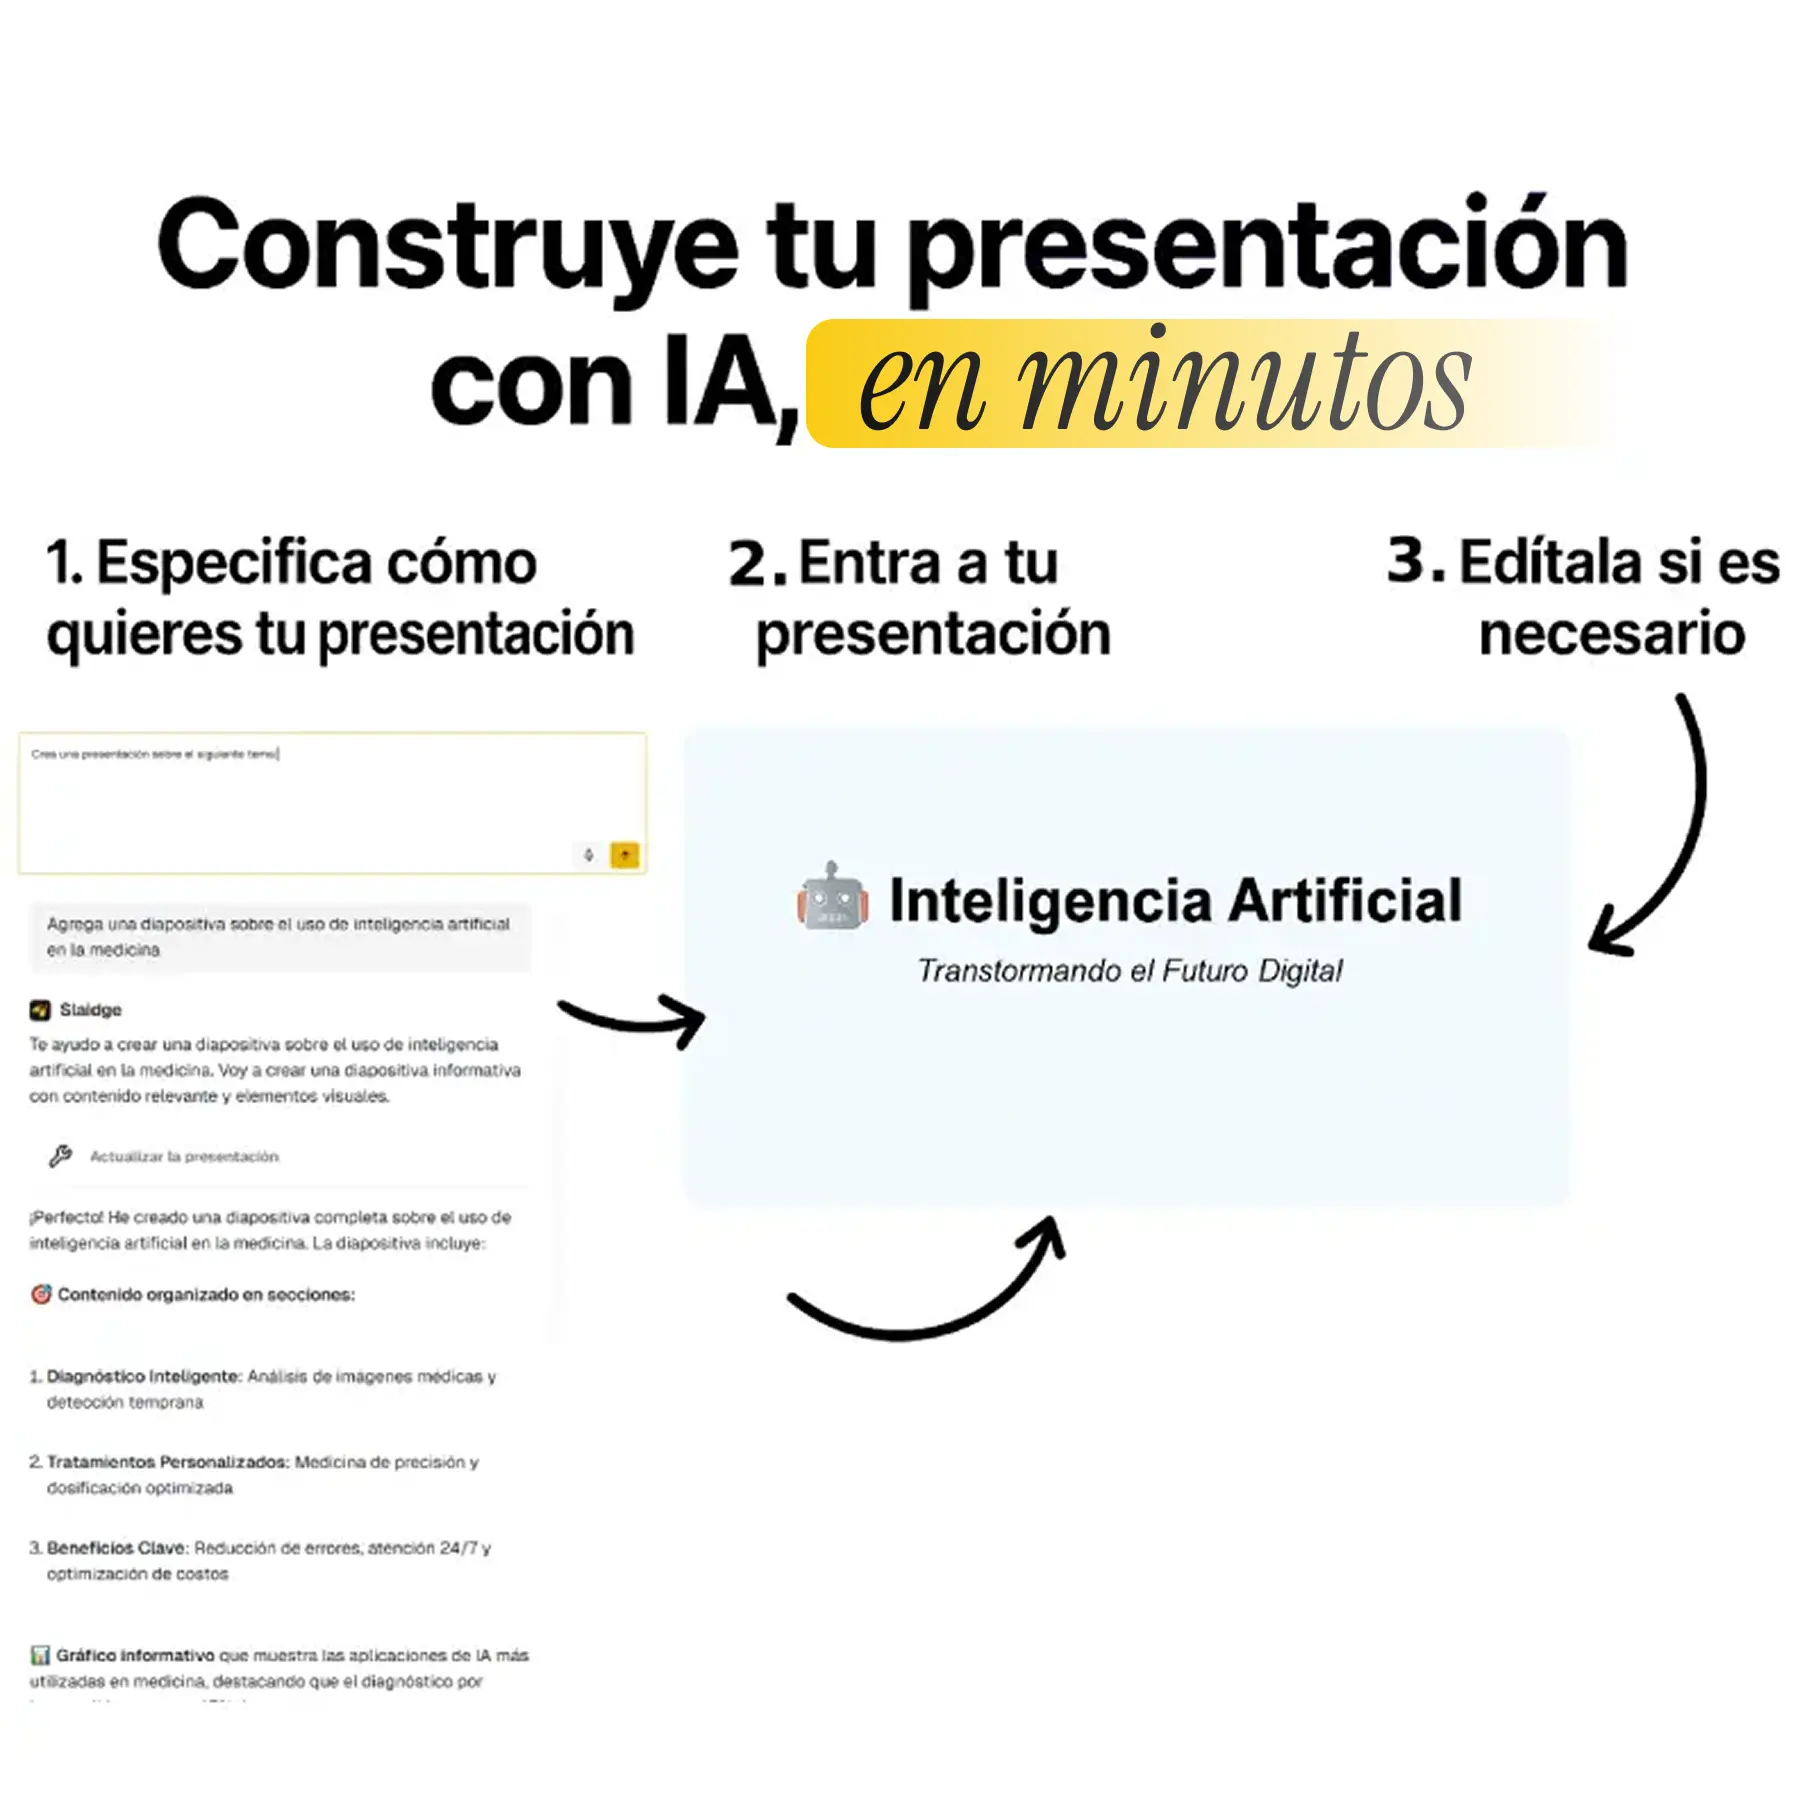 Construye tu presentación
con IA, en minutos
1. Especifica cómo
quieres tu presentación
2. Entra a tu
presentación
3. Edítala si es
necesario
Crea una presentación sobre el siguiente tema:
Agrega una diapositiva sobre el uso de inteligencia artificial
en la medicina
Slaidge
Te ayudo a crear una diapositiva sobre el uso de inteligencia
artificial en la medicina. Voy a crear una diapositiva informativa
con contenido relevante y elementos visuales.
Actualizar la presentación
¡Perfecto! He creado una diapositiva completa sobre el uso de
inteligencia artificial en la medicina. La diapositiva incluye:
🎯 Contenido organizado en secciones:
1. Diagnóstico Inteligente: Análisis de imágenes médicas y
detección temprana
2. Tratamientos Personalizados: Medicina de precisión y
dosificación optimizada
3. Beneficios Clave: Reducción de errores, atención 24/7 y
optimización de costos
📊 Gráfico informativo que muestra las aplicaciones de IA más
utilizadas en medicina, destacando que el diagnóstico por
🤖 Inteligencia Artificial
Transtormando el Futuro Digital